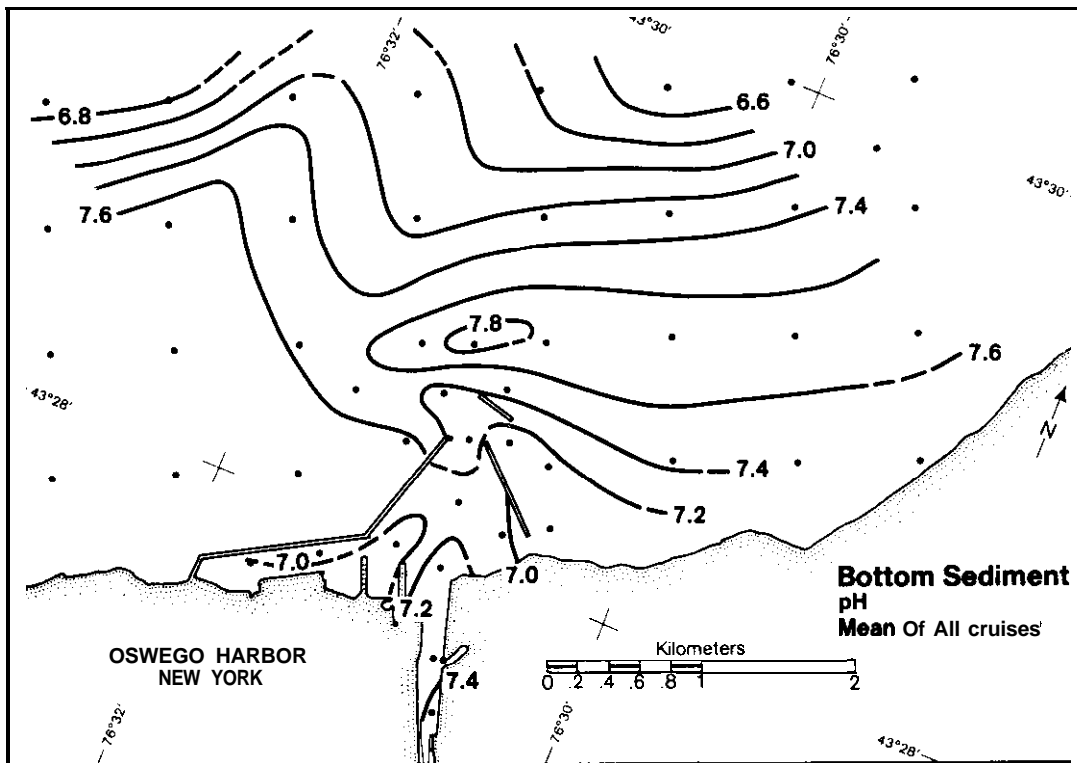 76°32'
43°30'
76°30'
6.8
6.6
7.0
43°30'
7.6
7.4
7.8
7.6
43°28'
N
7.4
7.2
7.0
7.0
7.2
Bottom Sediment
pH
Mean Of All cruises
OSWEGO HARBOR
NEW YORK
Kilometers
0 .2 .4 .6 .8 1 2
7.4
76°32'
76°30'
43°28'